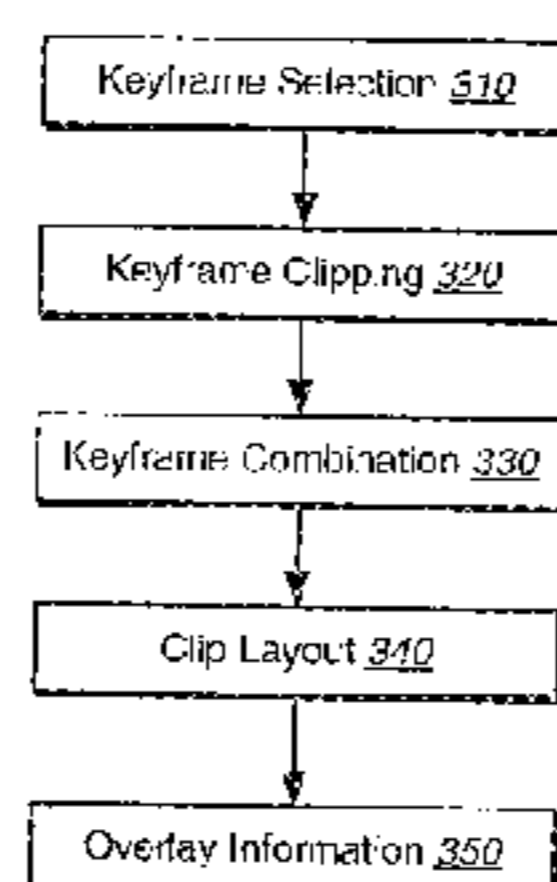 Keyframe Selection 310
Keyframe Clipping 320
Keyframe Combination 330
Clip Layout 340
Overlay Information 350